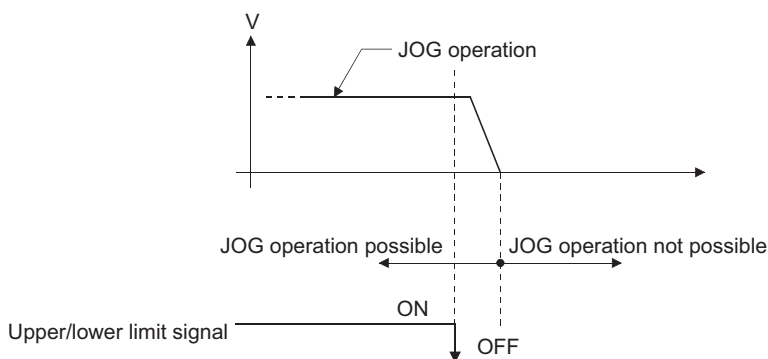 V
JOG operation
JOG operation possible
JOG operation not possible
ON
Upper/lower limit signal
OFF